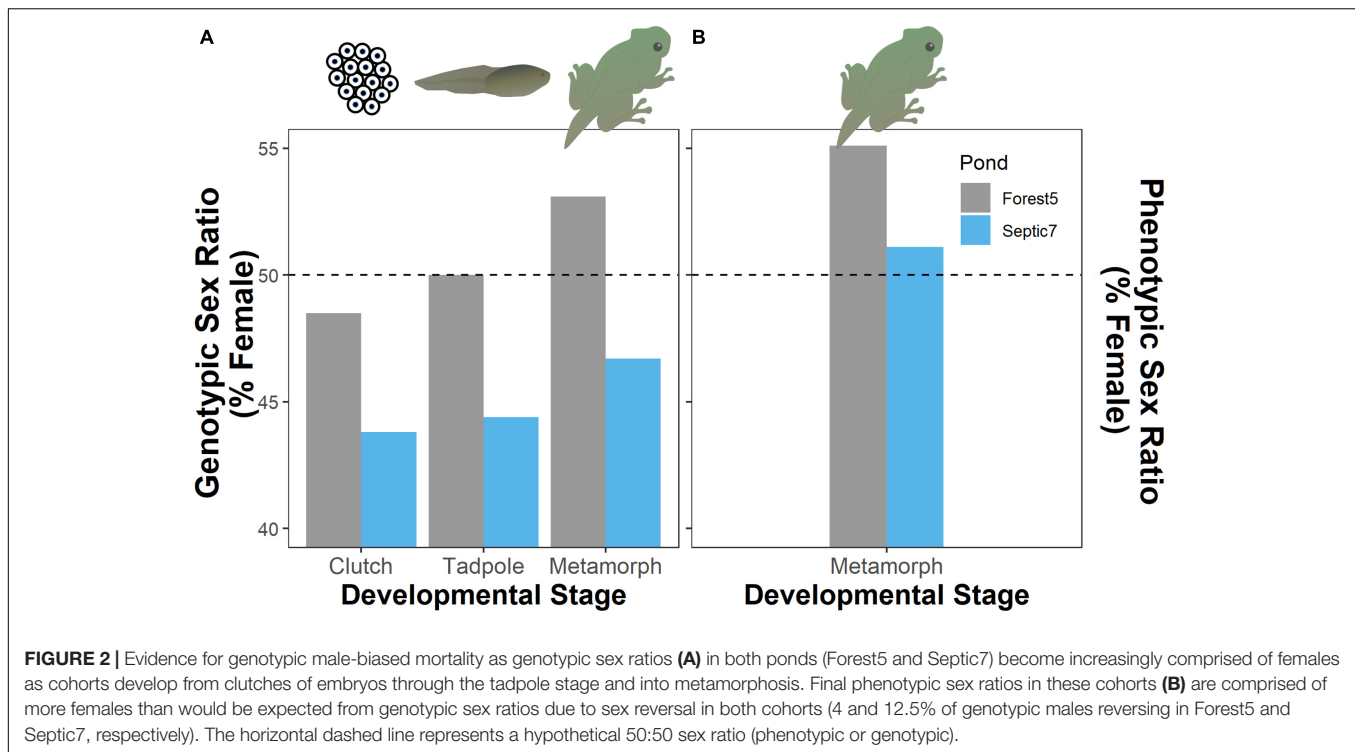 A
B
55
50
45
40
Genotypic Sex Ratio
(% Female)
Clutch
Tadpole
Metamorph
Developmental Stage
Pond
Forest5
Septic7
Metamorph
Developmental Stage
Phenotypic Sex Ratio
(% Female)
FIGURE 2 | Evidence for genotypic male-biased mortality as genotypic sex ratios (A) in both ponds (Forest5 and Septic7) become increasingly comprised of females
as cohorts develop from clutches of embryos through the tadpole stage and into metamorphosis. Final phenotypic sex ratios in these cohorts (B) are comprised of
more females than would be expected from genotypic sex ratios due to sex reversal in both cohorts (4 and 12.5% of genotypic males reversing in Forest5 and
Septic7, respectively). The horizontal dashed line represents a hypothetical 50:50 sex ratio (phenotypic or genotypic).